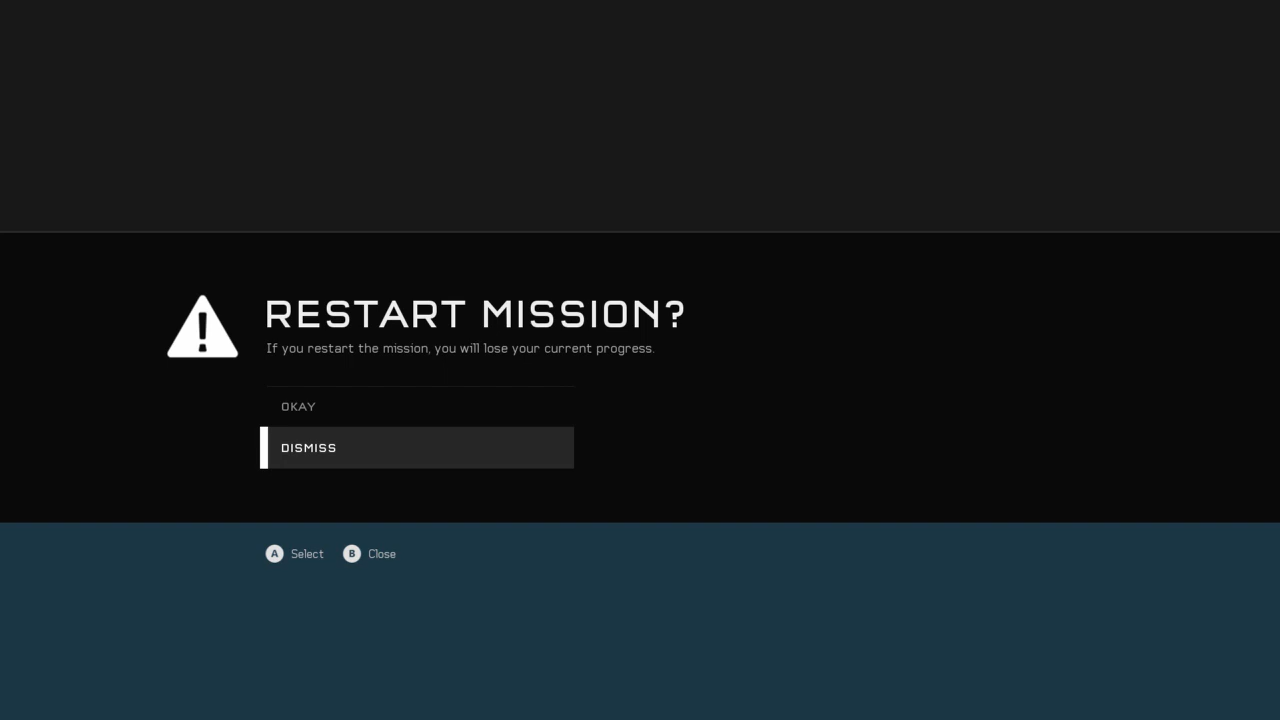 RESTART MISSION?
If you restart the mission, you will lose your current progress.
OKAY
DISMISS
A Select B Close